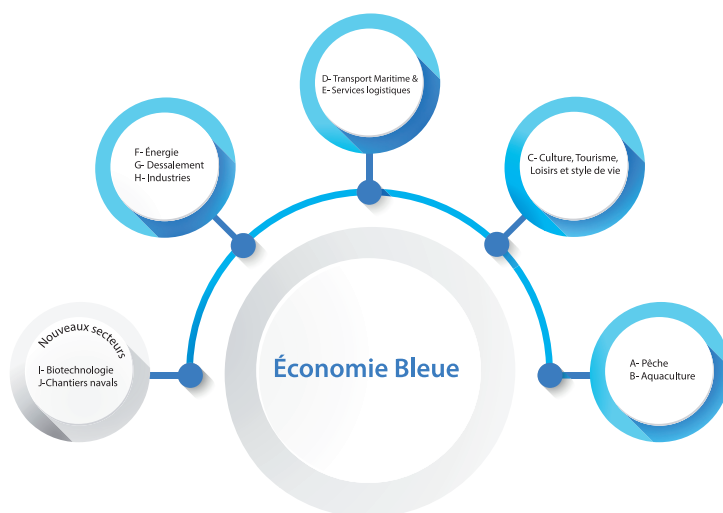 D- Transport Maritime &
E- Services logistiques
F- Énergie
G- Dessalement
H- Industries
C- Culture, Tourisme,
Loisirs et style de vie
Nouveaux secteurs
I- Biotechnologie
J-Chantiers navals
Économie Bleue
A- Pêche
B- Aquaculture